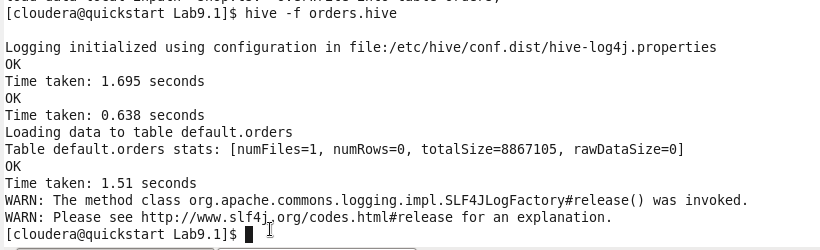 [cloudera@quickstart Lab9.1]$ hive -f orders.hive
Logging initialized using configuration in file:/etc/hive/conf.dist/hive-log4j.properties
OK
Time taken: 1.695 seconds
OK
Time taken: 0.638 seconds
Loading data to table default.orders
Table default.orders stats: [numFiles=1, numRows=0, totalSize=8867105, rawDataSize=0]
OK
Time taken: 1.51 seconds
WARN: The method class org.apache.commons.logging.impl.SLF4JLogFactory#release() was invoked.
WARN: Please see http://www.slf4j.org/codes.html#release for an explanation.
[cloudera@quickstart Lab9.1]$